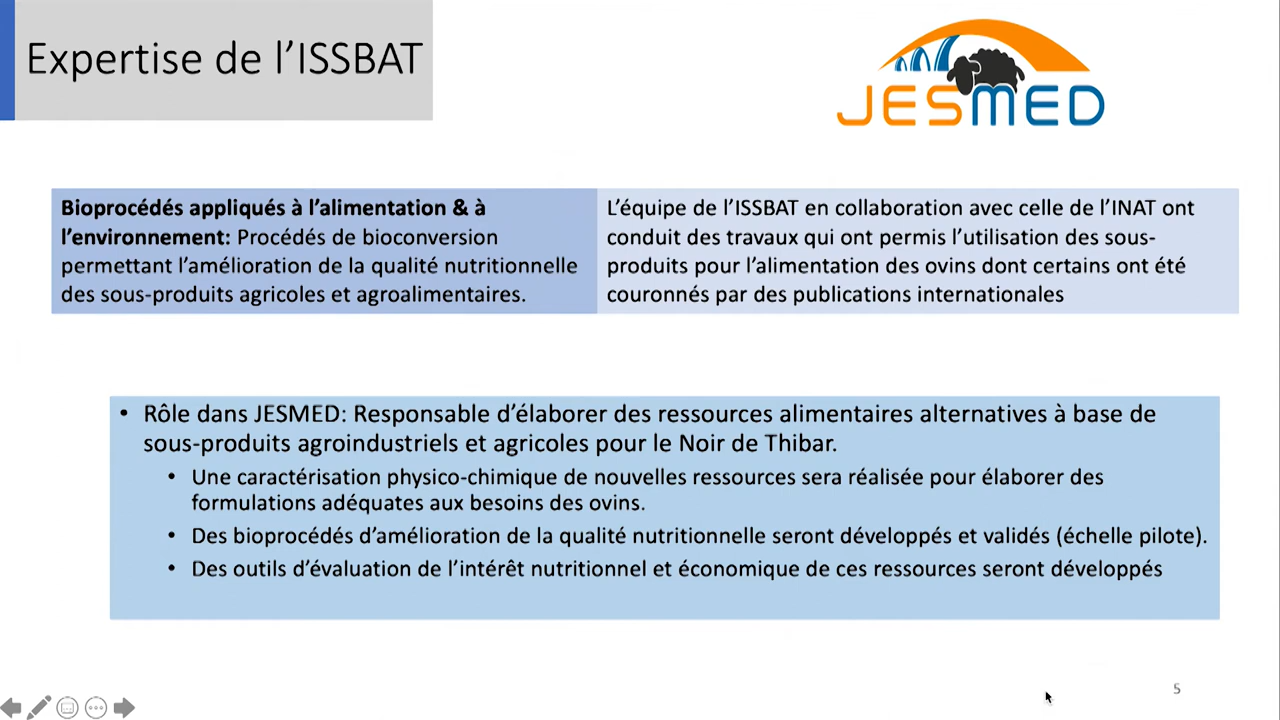 Expertise de l’ISSBAT
JESMED
Bioprocédés appliqués à l’alimentation & à
l’environnement: Procédés de bioconversion
permettant l’amélioration de la qualité nutritionnelle
des sous-produits agricoles et agroalimentaires.
L’équipe de l’ISSBAT en collaboration avec celle de l’INAT ont
conduit des travaux qui ont permis l’utilisation des sous-
produits pour l’alimentation des ovins dont certains ont été
couronnés par des publications internationales
• Rôle dans JESMED: Responsable d’élaborer des ressources alimentaires alternatives à base de
sous-produits agroindustriels et agricoles pour le Noir de Thibar.
• Une caractérisation physico-chimique de nouvelles ressources sera réalisée pour élaborer des
formulations adéquates aux besoins des ovins.
• Des bioprocédés d’amélioration de la qualité nutritionnelle seront développés et validés (échelle pilote).
• Des outils d’évaluation de l’intérêt nutritionnel et économique de ces ressources seront développés
5